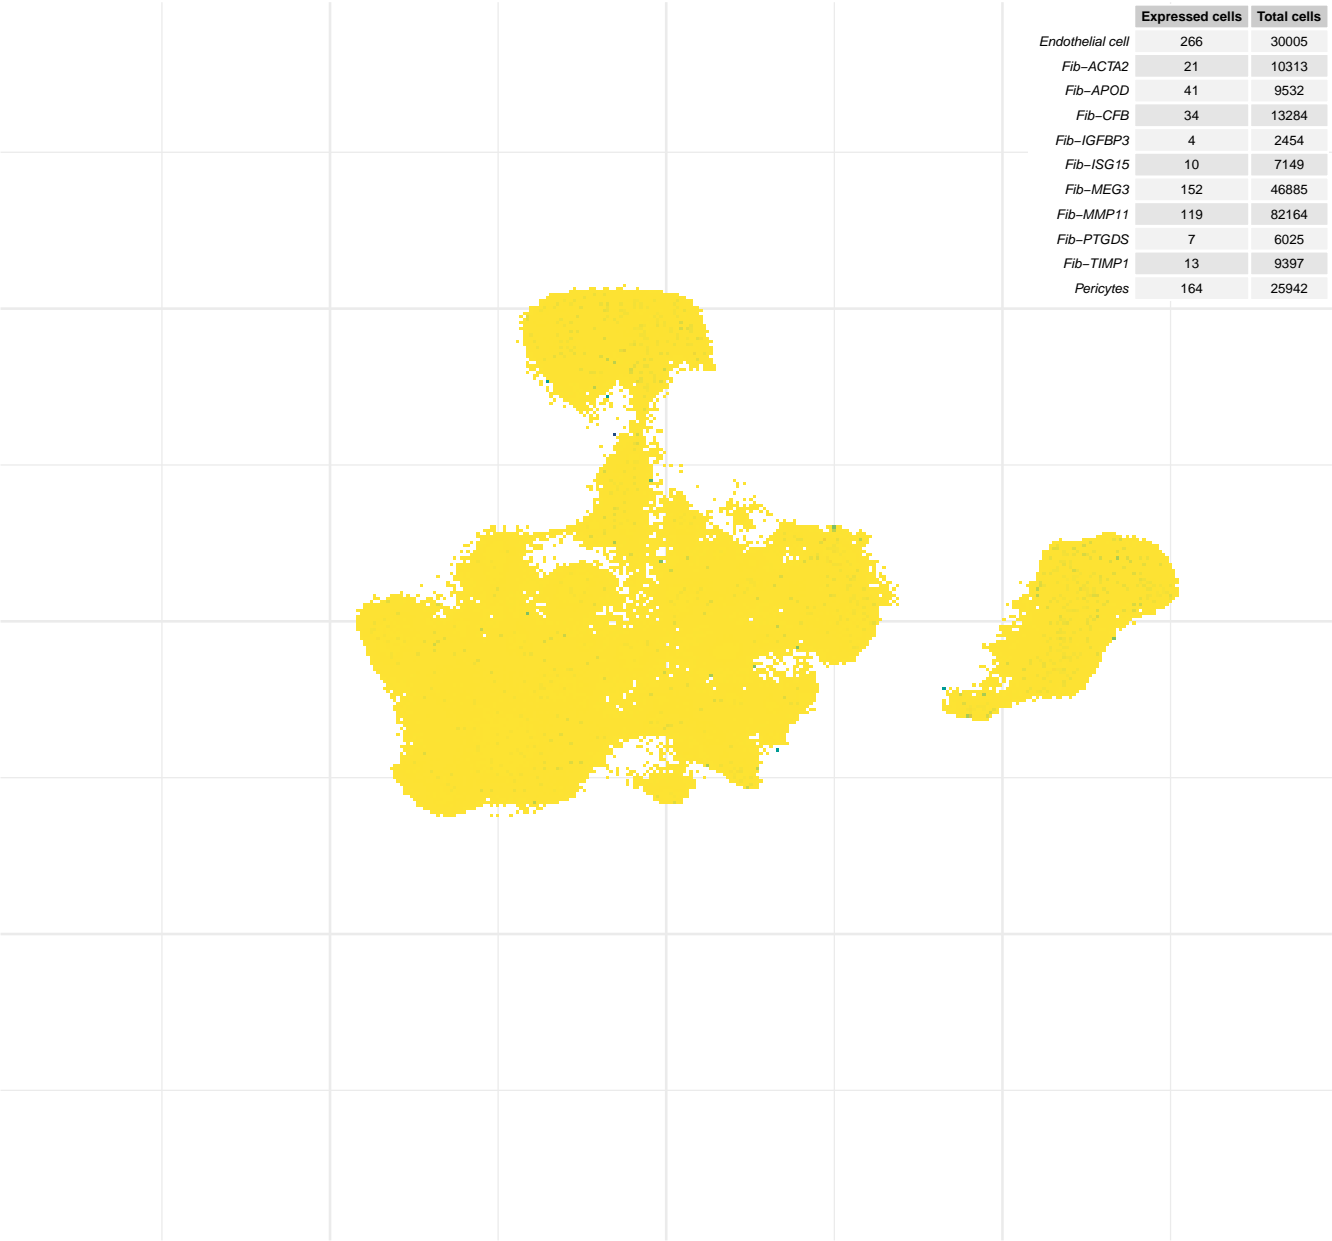 Expressed cells Total cells
Endothelial cell 266 30005
Fib−ACTA2 21 10313
Fib−APOD 41 9532
Fib−CFB 34 13284
Fib−IGFBP3 4 2454
Fib−ISG15 10 7149
Fib−MEG3 152 46885
Fib−MMP11 119 82164
Fib−PTGDS 7 6025
Fib−TIMP1 13 9397
Pericytes 164 25942